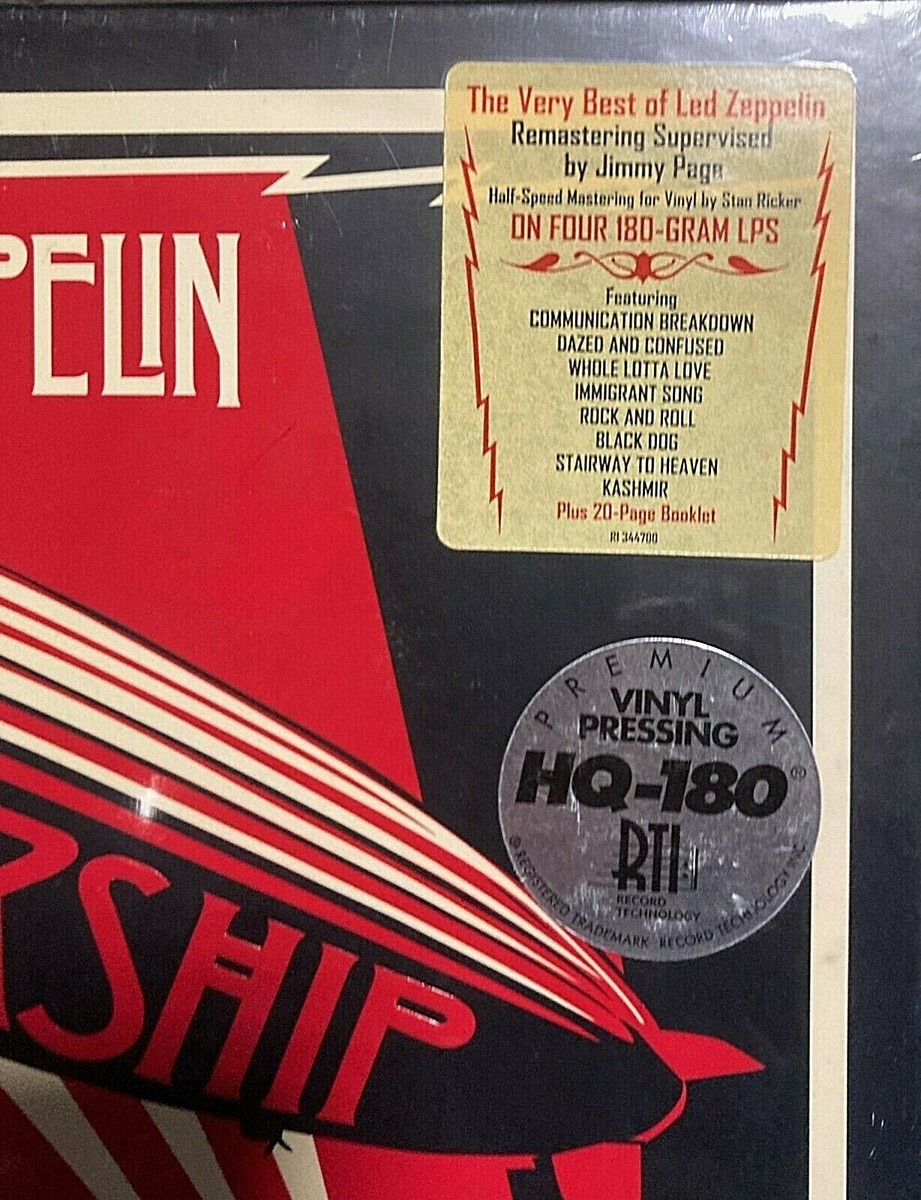 The Very Best of Led Zeppelin
Remastering Supervised
by Jimmy Page
Half-Speed Mastering for Vinyl by Stan Ricker
ON FOUR 180-GRAM LPS
Featuring
COMMUNICATION BREAKDOWN
DAZED AND CONFUSED
WHOLE LOTTA LOVE
IMMIGRANT SONG
ROCK AND ROLL
BLACK DOG
STAIRWAY TO HEAVEN
KASHMIR
Plus 20-Page Booklet
R1 344700
PELIN
PREMIUM
VINYL
PRESSING
HQ-180®
RTI
RECORD
TECHNOLOGY
® REGISTERED TRADEMARK RECORD TECHNOLOGY INC.
RSHIP